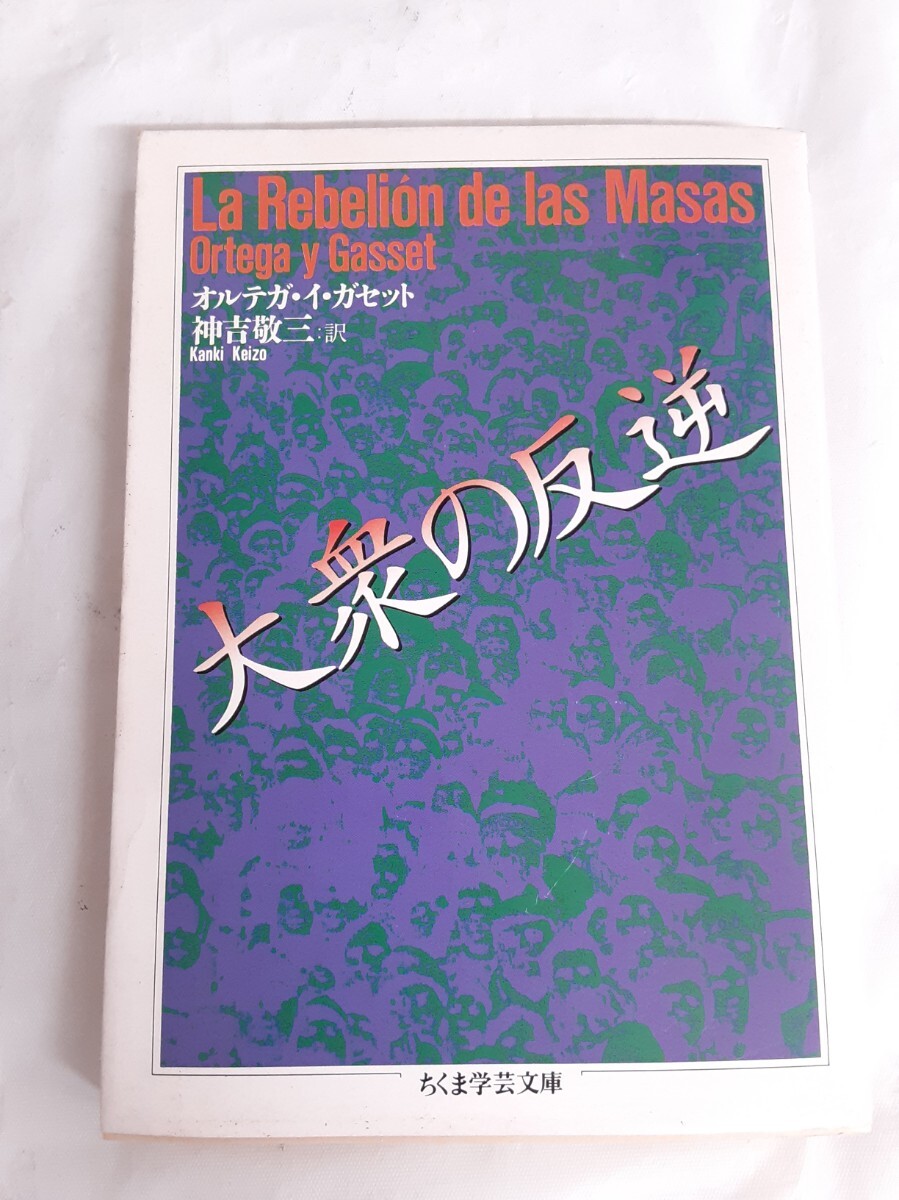 La Rebelión de las Masas
Ortega y Gasset
オルテガ・イ・ガセット
神吉敬三:訳
Kanki Keizo
大衆の反逆
ちくま学芸文庫